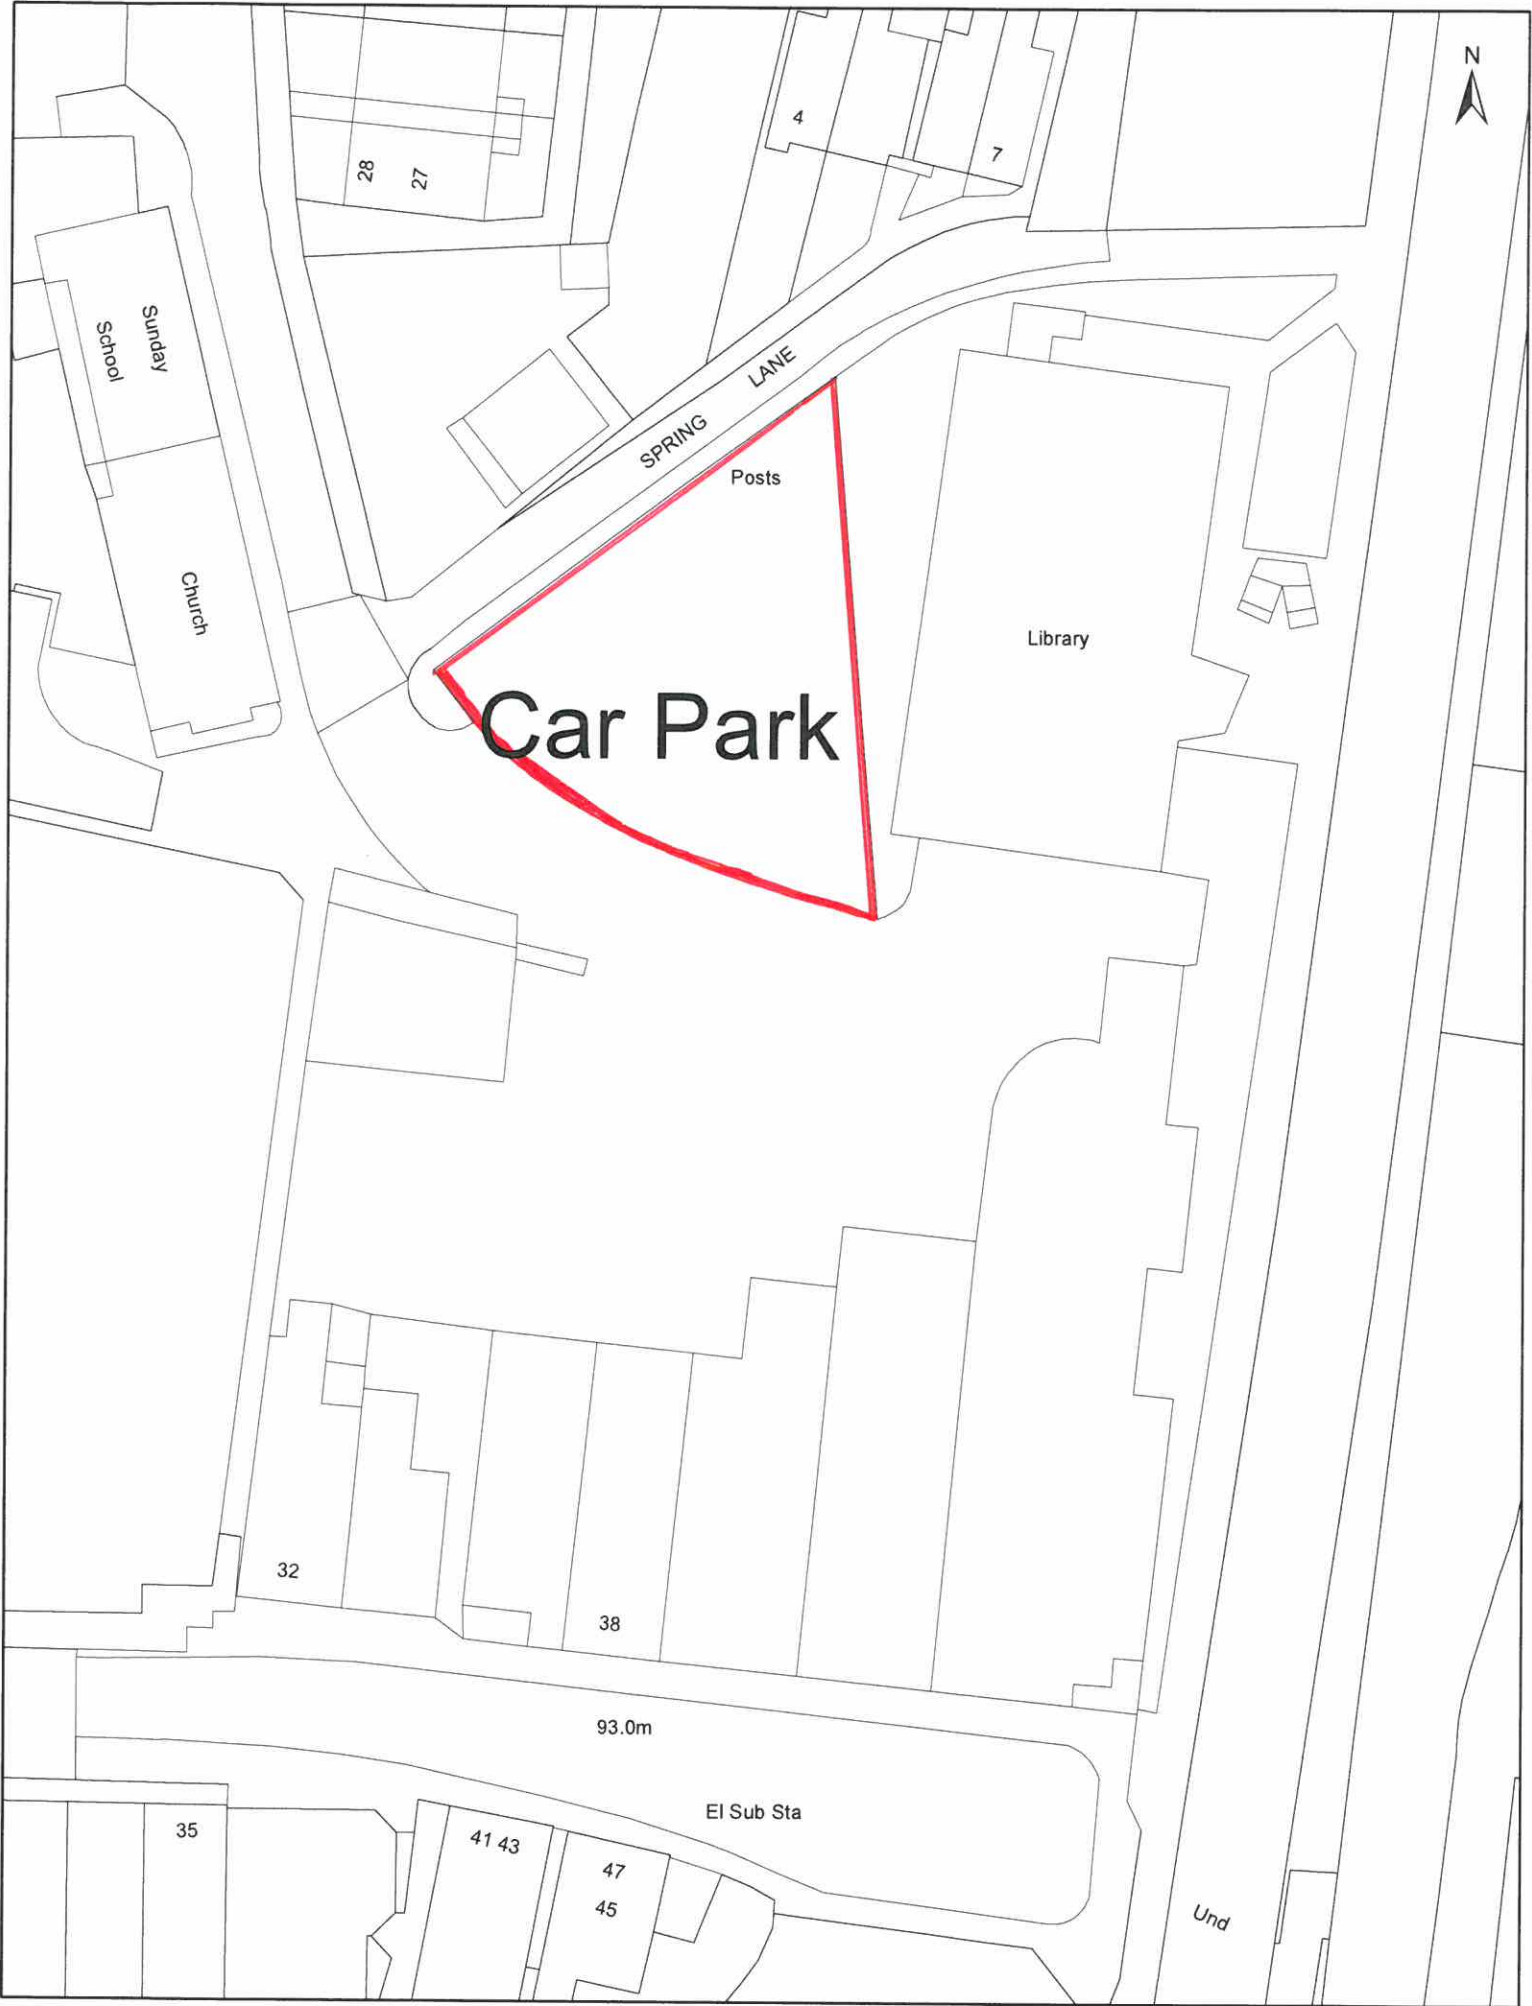 N
4
7
28
27
Sunday
School
SPRING LANE
Posts
Church
Library
Car Park
32
38
93.0m
El Sub Sta
35
41 43
47
45
Und